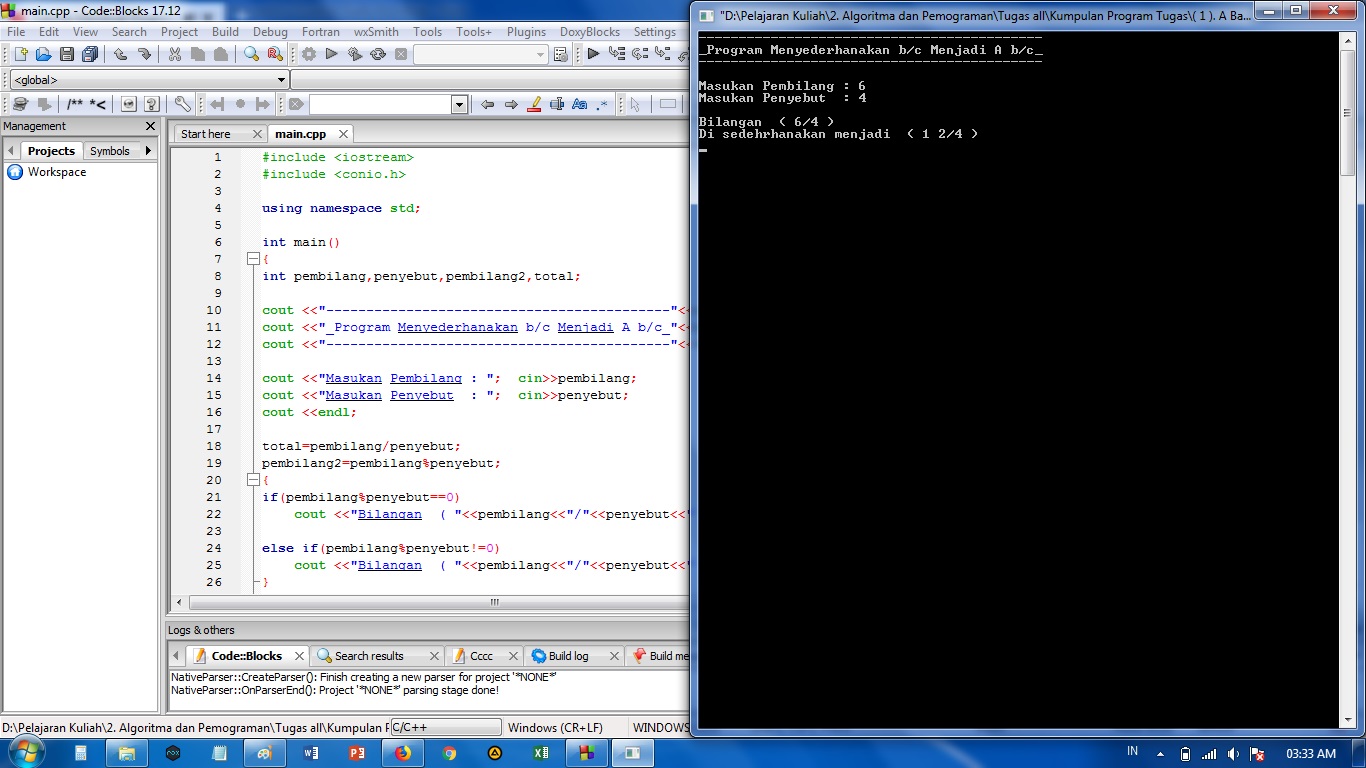 main.cpp - Code::Blocks 17.12
File Edit View Search Project Build Debug Fortran wxSmith Tools Tools+ Plugins DoxyBlocks Settings
<global>
/** *<
Aa .*
Management
Projects Symbols
Workspace
Start here main.cpp
1 #include <iostream>
2 #include <conio.h>
3
4 using namespace std;
5
6 int main()
7 {
8 int pembilang,penyebut,pembilang2,total;
9
10 cout <<"-------------------------------------------"<<
11 cout <<"_Program Menyederhanakan b/c Menjadi A b/c_"<<
12 cout <<"-------------------------------------------"<<
13
14 cout <<"Masukan Pembilang : ";  cin>>pembilang;
15 cout <<"Masukan Penyebut  : ";  cin>>penyebut;
16 cout <<endl;
17
18 total=pembilang/penyebut;
19 pembilang2=pembilang%penyebut;
20 {
21 if(pembilang%penyebut==0)
22     cout <<"Bilangan  ( "<<pembilang<<"/"<<penyebut<<"
23
24 else if(pembilang%penyebut!=0)
25     cout <<"Bilangan  ( "<<pembilang<<"/"<<penyebut<<"
26 }
Logs & others
Code::Blocks Search results Cccc Build log Build me
NativeParser::CreateParser(): Finish creating a new parser for project '*NONE*'
NativeParser::OnParserEnd(): Project '*NONE*' parsing stage done!
D:\Pelajaran Kuliah\2. Algoritma dan Pemograman\Tugas all\Kumpulan P C/C++ Windows (CR+LF) WINDOWS
"D:\Pelajaran Kuliah\2. Algoritma dan Pemograman\Tugas all\Kumpulan Program Tugas\( 1 ). A Ba...
-------------------------------------------
_Program Menyederhanakan b/c Menjadi A b/c_
-------------------------------------------
Masukan Pembilang : 6
Masukan Penyebut  : 4
Bilangan  ( 6/4 )
Di sedehrhanakan menjadi  ( 1 2/4 )
IN 03:33 AM